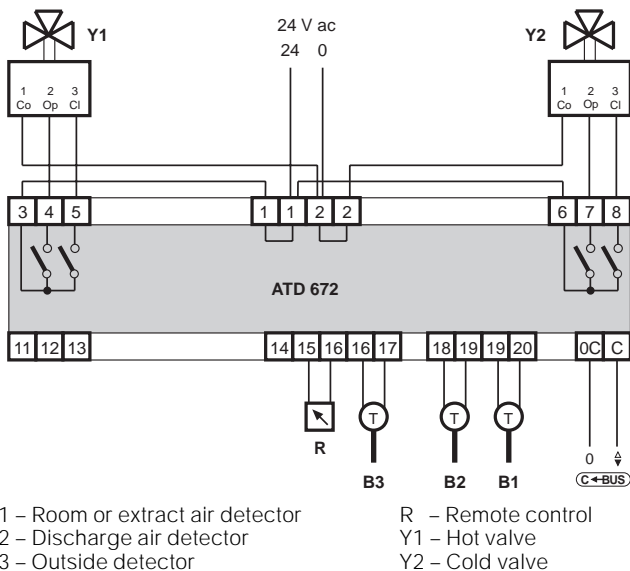 Y1 24 V ac Y2
24 0
1 2 3 1 2 3
Co Op Cl Co Op Cl
3 4 5 1 1 2 2 6 7 8
ATD 672
11 12 13 14 15 16 16 17 18 19 19 20 0C C
T T T
R 0
B3 B2 B1 C BUS
1 – Room or extract air detector R – Remote control
2 – Discharge air detector Y1 – Hot valve
3 – Outside detector Y2 – Cold valve